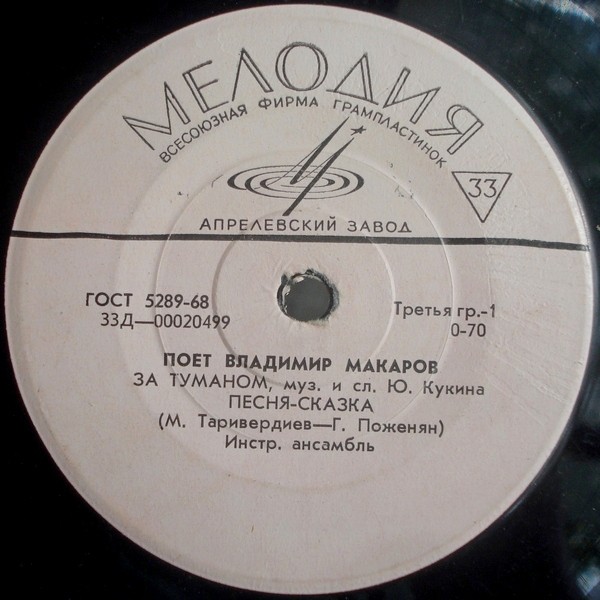 МЕЛОДИЯ
ВСЕСОЮЗНАЯ ФИРМА ГРАМПЛАСТИНОК
33
АПРЕЛЕВСКИЙ ЗАВОД
ГОСТ 5289-68
33Д—00020499
Третья гр.-1
0-70
ПОЕТ ВЛАДИМИР МАКАРОВ
ЗА ТУМАНОМ, муз. и сл. Ю. Кукина
ПЕСНЯ-СКАЗКА
(М. Таривердиев—Г. Поженян)
Инстр. ансамбль